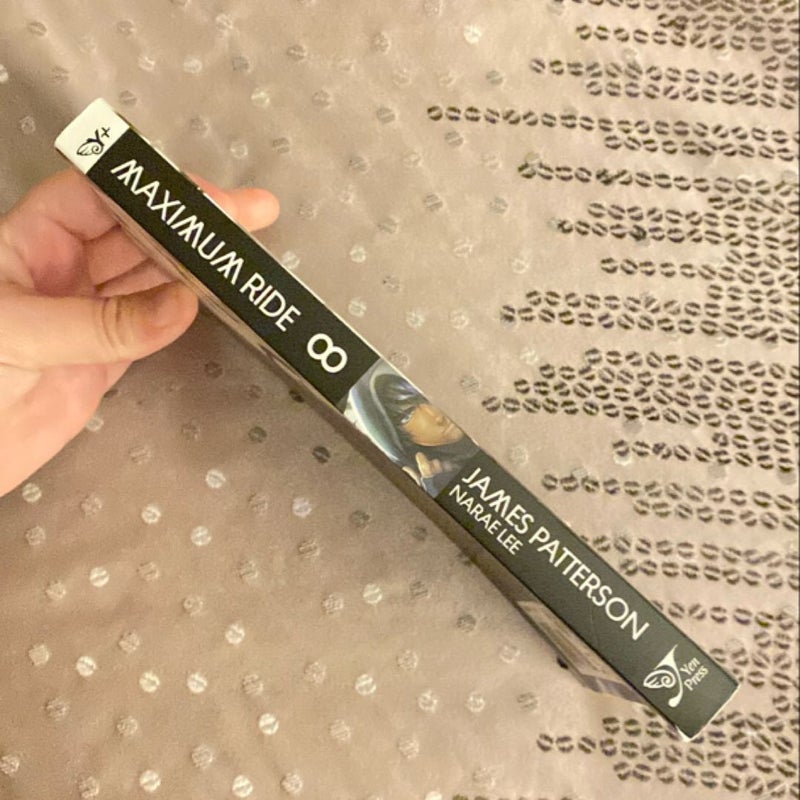 Y+
MAXIMUM RIDE 8
JAMES PATTERSON
NARAE LEE
Yen
Press